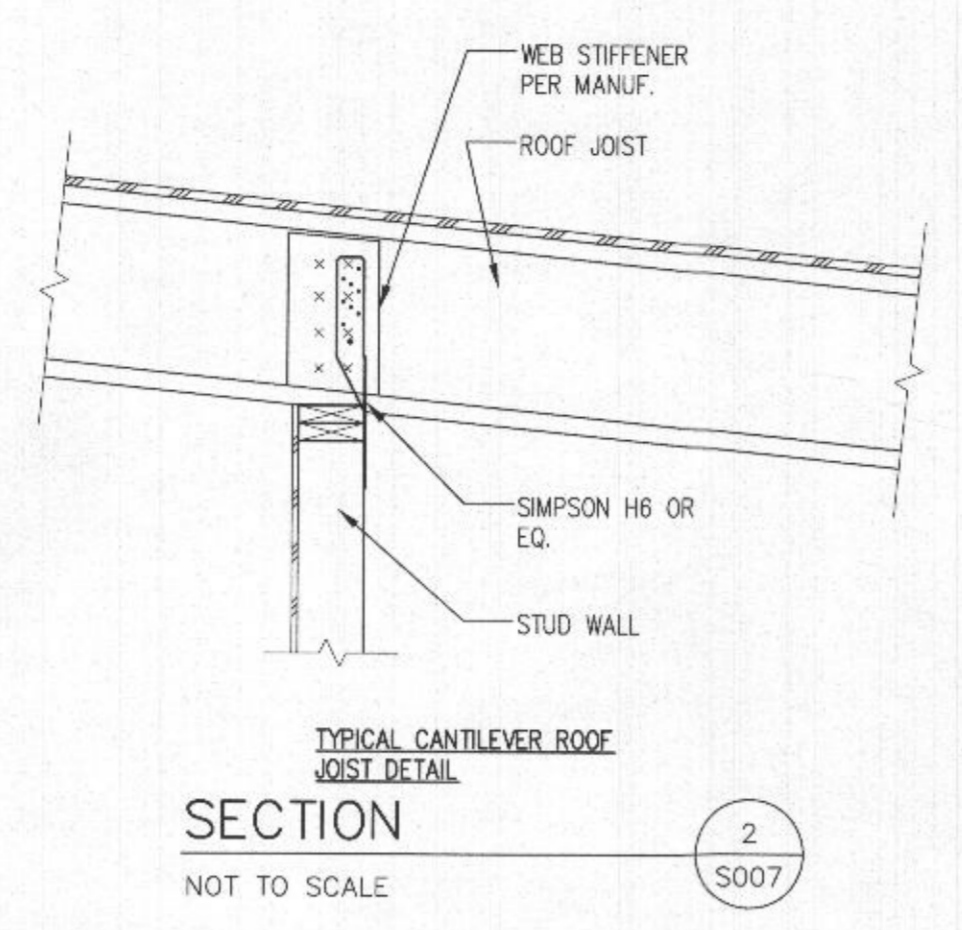 WEB STIFFENER
PER MANUF.
ROOF JOIST
SIMPSON H6 OR
EQ.
STUD WALL
TYPICAL CANTILEVER ROOF
JOIST DETAIL
SECTION
NOT TO SCALE
2
S007